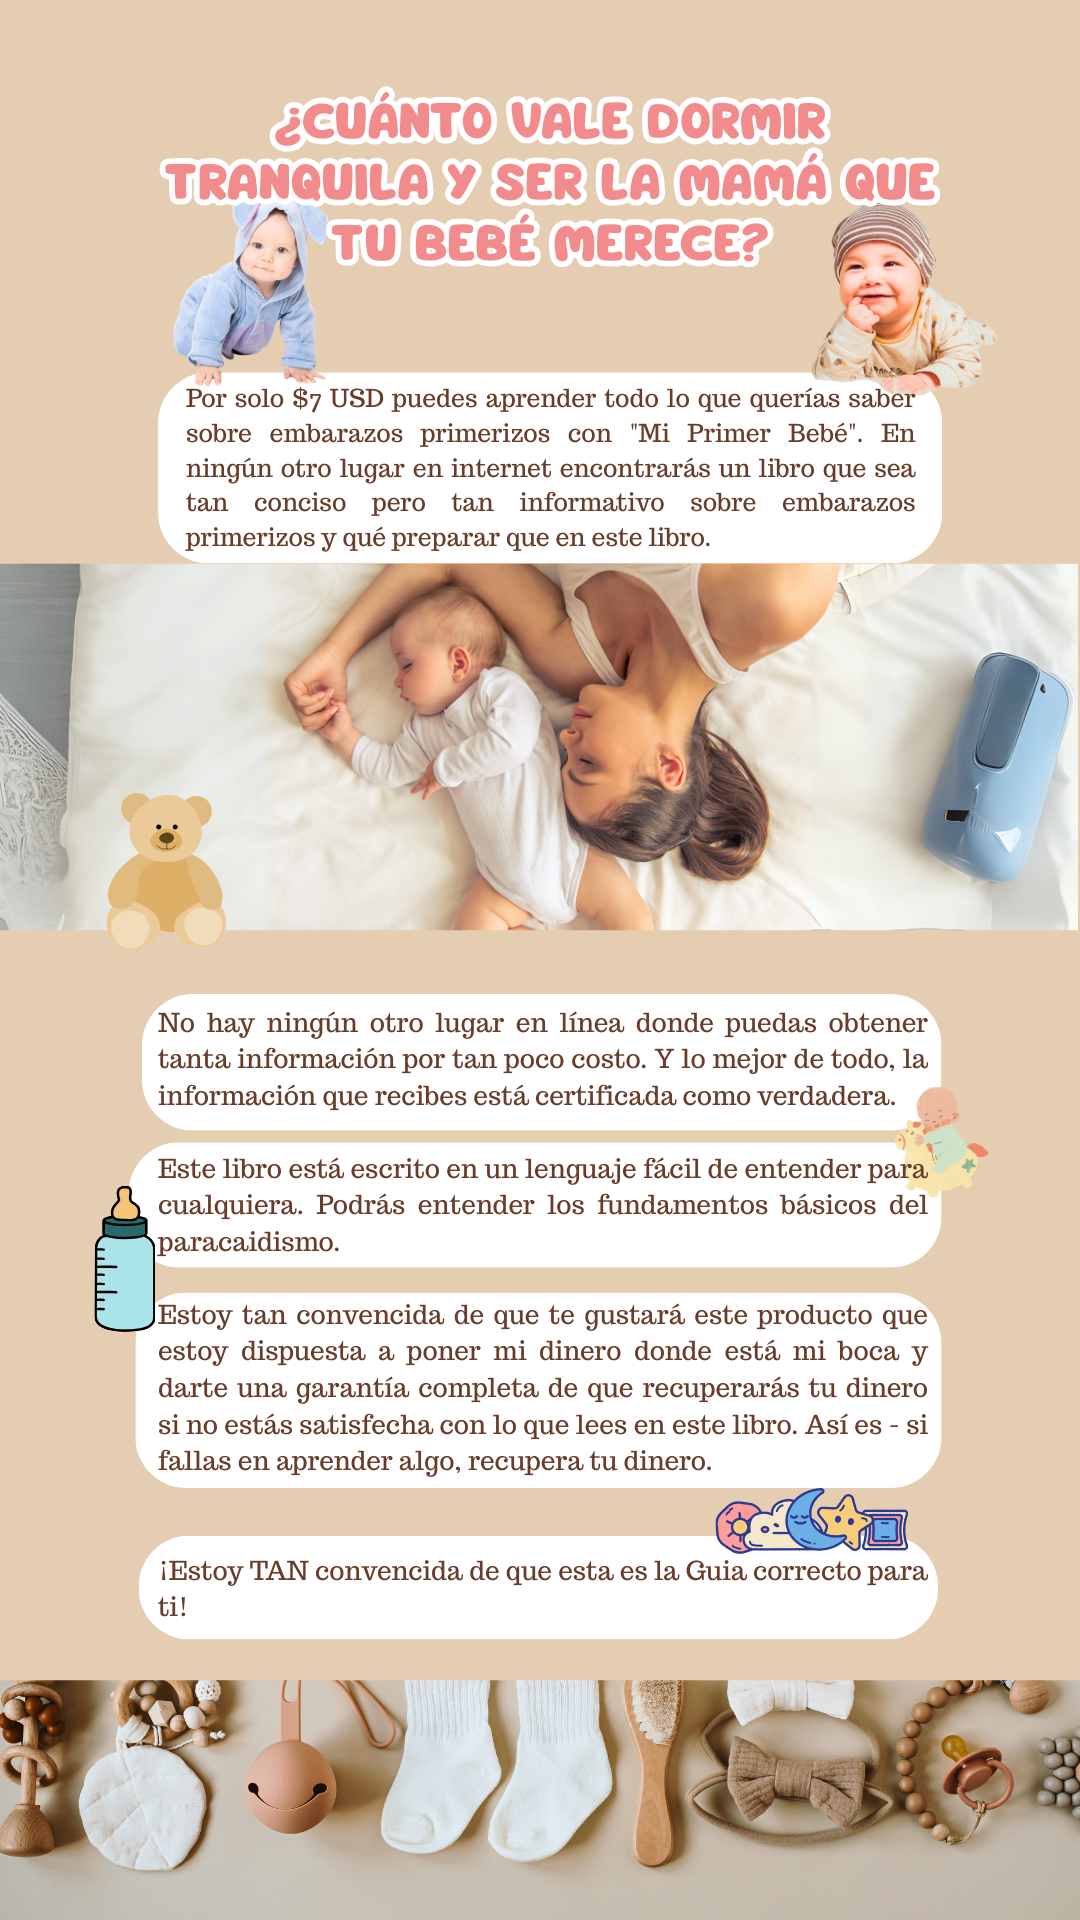 ¿CUÁNTO VALE DORMIR
TRANQUILA Y SER LA MAMÁ QUE
TU BEBÉ MERECE?
Por solo $7 USD puedes aprender todo lo que querías saber
sobre embarazos primerizos con "Mi Primer Bebé". En
ningún otro lugar en internet encontrarás un libro que sea
tan conciso pero tan informativo sobre embarazos
primerizos y qué preparar que en este libro.
No hay ningún otro lugar en línea donde puedas obtener
tanta información por tan poco costo. Y lo mejor de todo, la
información que recibes está certificada como verdadera.
Este libro está escrito en un lenguaje fácil de entender para
cualquiera. Podrás entender los fundamentos básicos del
paracaidismo.
Estoy tan convencida de que te gustará este producto que
estoy dispuesta a poner mi dinero donde está mi boca y
darte una garantía completa de que recuperarás tu dinero
si no estás satisfecha con lo que lees en este libro. Así es - si
fallas en aprender algo, recupera tu dinero.
¡Estoy TAN convencida de que esta es la Guia correcto para
ti!